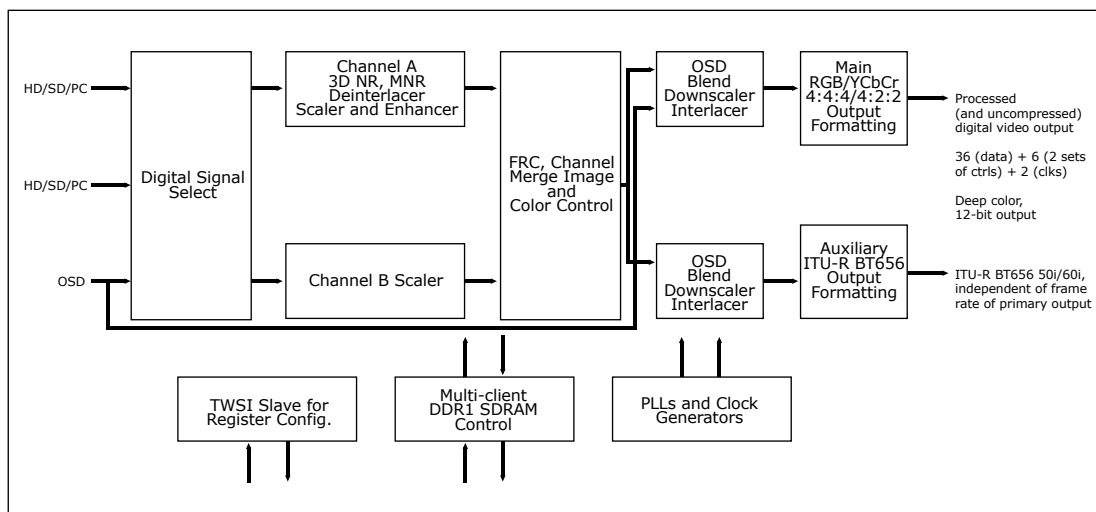 HD/SD/PC
HD/SD/PC
OSD
Digital Signal
Select
Channel A
3D NR, MNR
Deinterlacer
Scaler and Enhancer
Channel B Scaler
FRC, Channel
Merge Image
and
Color Control
OSD
Blend
Downscaler
Interlacer
Main
RGB/YCbCr
4:4:4/4:2:2
Output
Formatting
Processed
(and uncompressed)
digital video output
36 (data) + 6 (2 sets
of ctrls) + 2 (clks)
Deep color,
12-bit output
OSD
Blend
Downscaler
Interlacer
Auxiliary
ITU-R BT656
Output
Formatting
ITU-R BT656 50i/60i,
independent of frame
rate of primary output
TWSI Slave for
Register Config.
Multi-client
DDR1 SDRAM
Control
PLLs and Clock
Generators